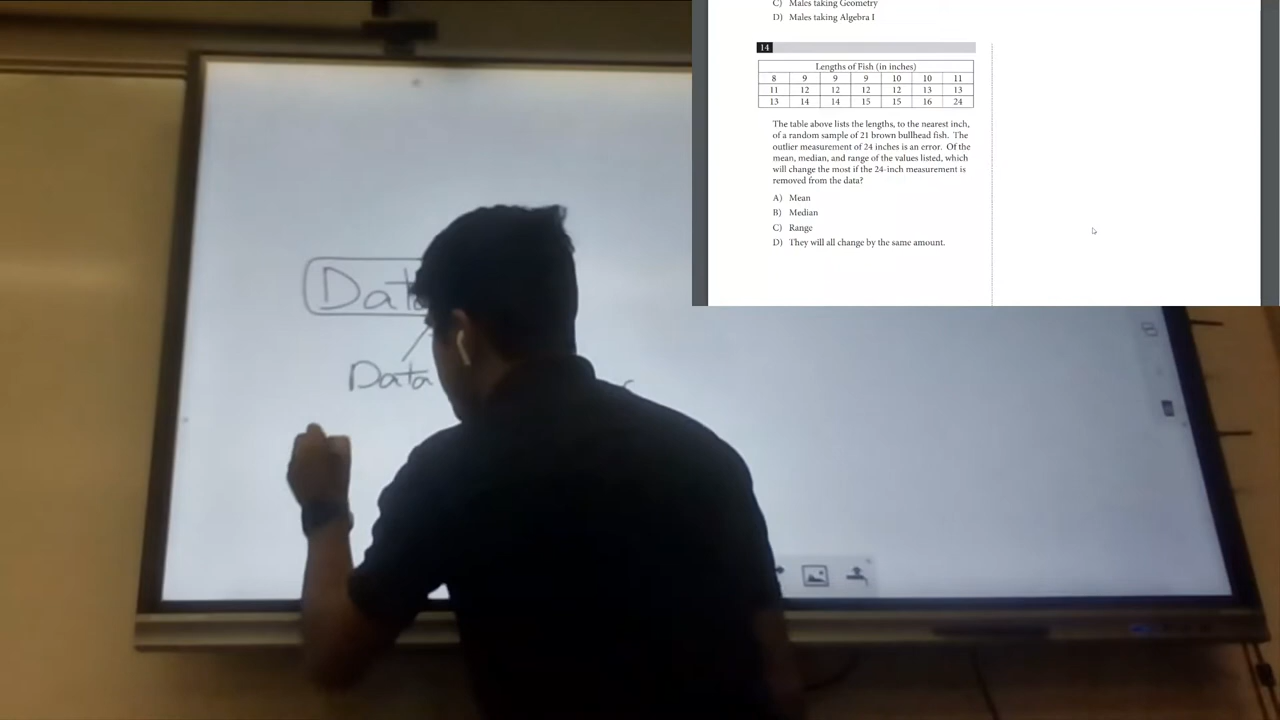 C) Males taking Geometry
D) Males taking Algebra I
14
Lengths of Fish (in inches)
8 9 9 9 10 10 11
11 12 12 12 12 13 13
13 14 14 15 15 16 24
The table above lists the lengths, to the nearest inch,
of a random sample of 21 brown bullhead fish. The
outlier measurement of 24 inches is an error. Of the
mean, median, and range of the values listed, which
will change the most if the 24-inch measurement is
removed from the data?
A) Mean
B) Median
C) Range
D) They will all change by the same amount.
Data
Data